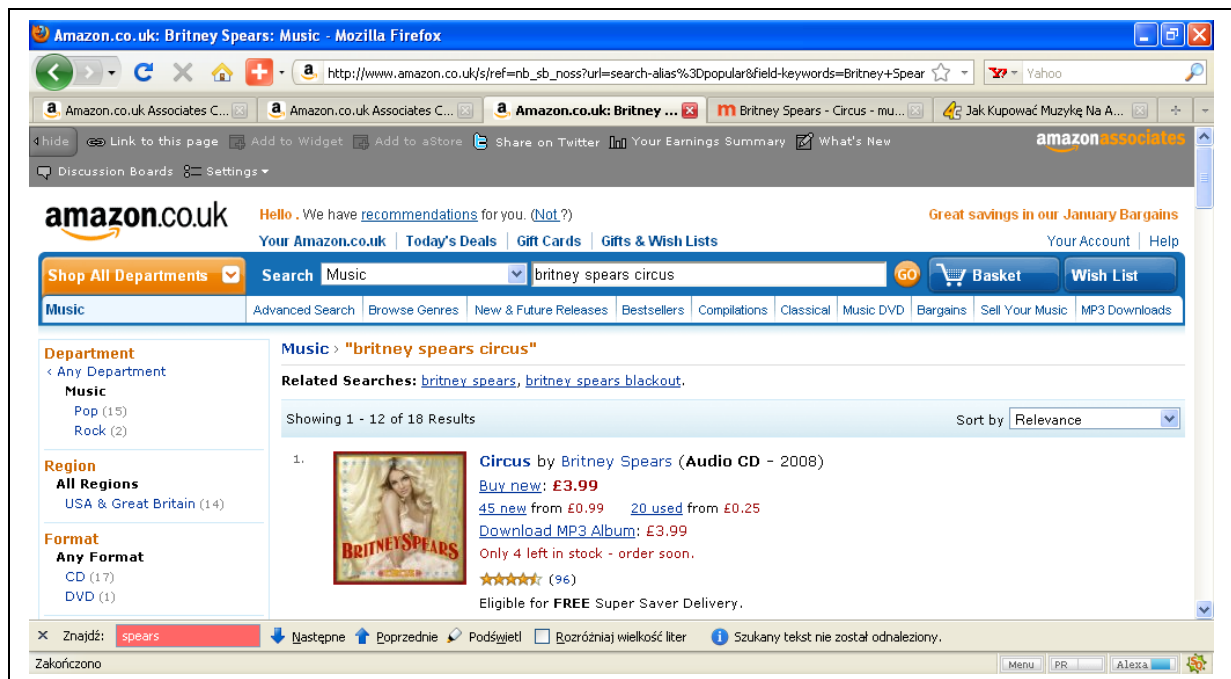 Amazon.co.uk: Britney Spears: Music - Mozilla Firefox
http://www.amazon.co.uk/s/ref=nb_sb_noss?url=search-alias%3Dpopular&field-keywords=Britney+Spear
Yahoo
Amazon.co.uk Associates C... Amazon.co.uk Associates C... Amazon.co.uk: Britney ... Britney Spears - Circus - mu... Jak Kupować Muzykę Na A...
hide Link to this page Add to Widget Add to aStore Share on Twitter Your Earnings Summary What's New amazonassociates
Discussion Boards Settings
amazon.co.uk Hello . We have recommendations for you. (Not ?) Great savings in our January Bargains
Your Amazon.co.uk Today's Deals Gift Cards Gifts & Wish Lists Your Account Help
Shop All Departments Search Music britney spears circus GO Basket Wish List
Music Advanced Search Browse Genres New & Future Releases Bestsellers Compilations Classical Music DVD Bargains Sell Your Music MP3 Downloads
Department
‹ Any Department
Music
Pop (15)
Rock (2)
Region
All Regions
USA & Great Britain (14)
Format
Any Format
CD (17)
DVD (1)
Music › "britney spears circus"
Related Searches: britney spears, britney spears blackout.
Showing 1 - 12 of 18 Results Sort by Relevance
1.
BRITNEY SPEARS
CIRCUS
Circus by Britney Spears (Audio CD - 2008)
Buy new: £3.99
45 new from £0.99 20 used from £0.25
Download MP3 Album: £3.99
Only 4 left in stock - order soon.
(96)
Eligible for FREE Super Saver Delivery.
Znajdź: spears Następne Poprzednie Podświetl Rozróżniaj wielkość liter Szukany tekst nie został odnaleziony.
Zakończono Menu PR Alexa